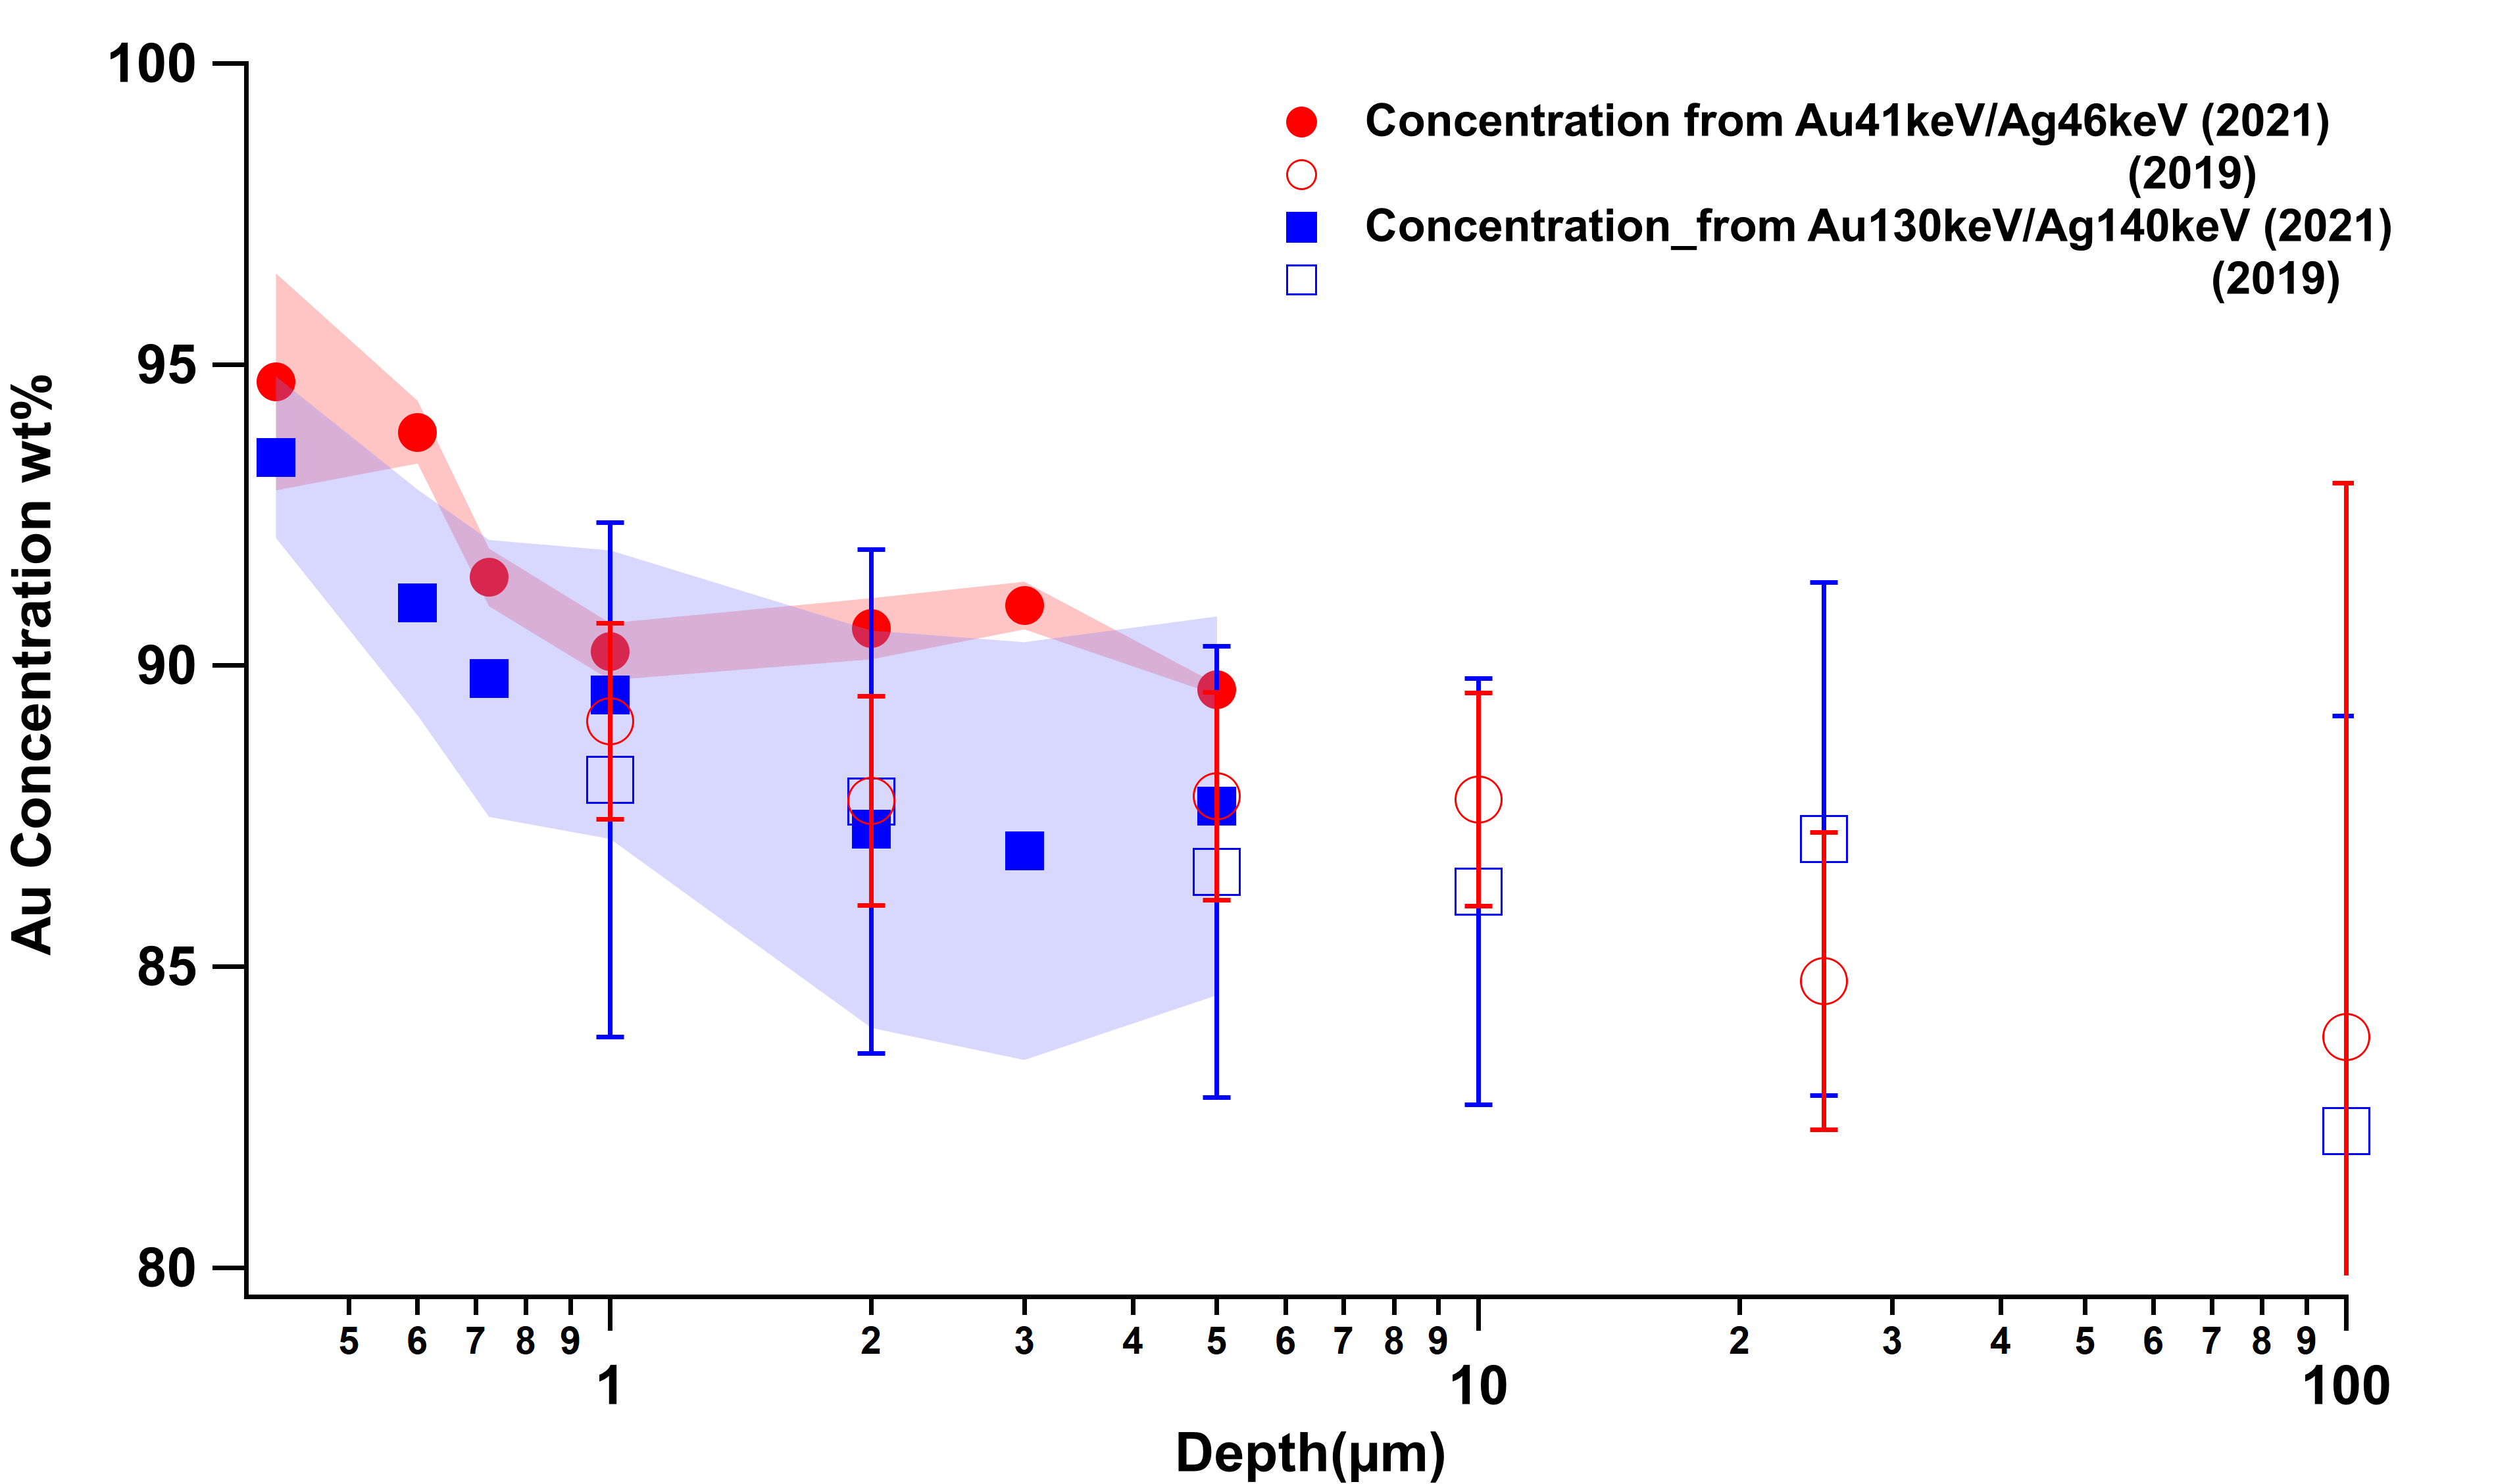 100
Concentration from Au41keV/Ag46keV (2021)
(2019)
Concentration_from Au130keV/Ag140keV (2021)
(2019)
95
90
85
80
Au Concentration wt%
5 6 7 8 9 2 3 4 5 6 7 8 9 2 3 4 5 6 7 8 9
1 10 100
Depth(µm)